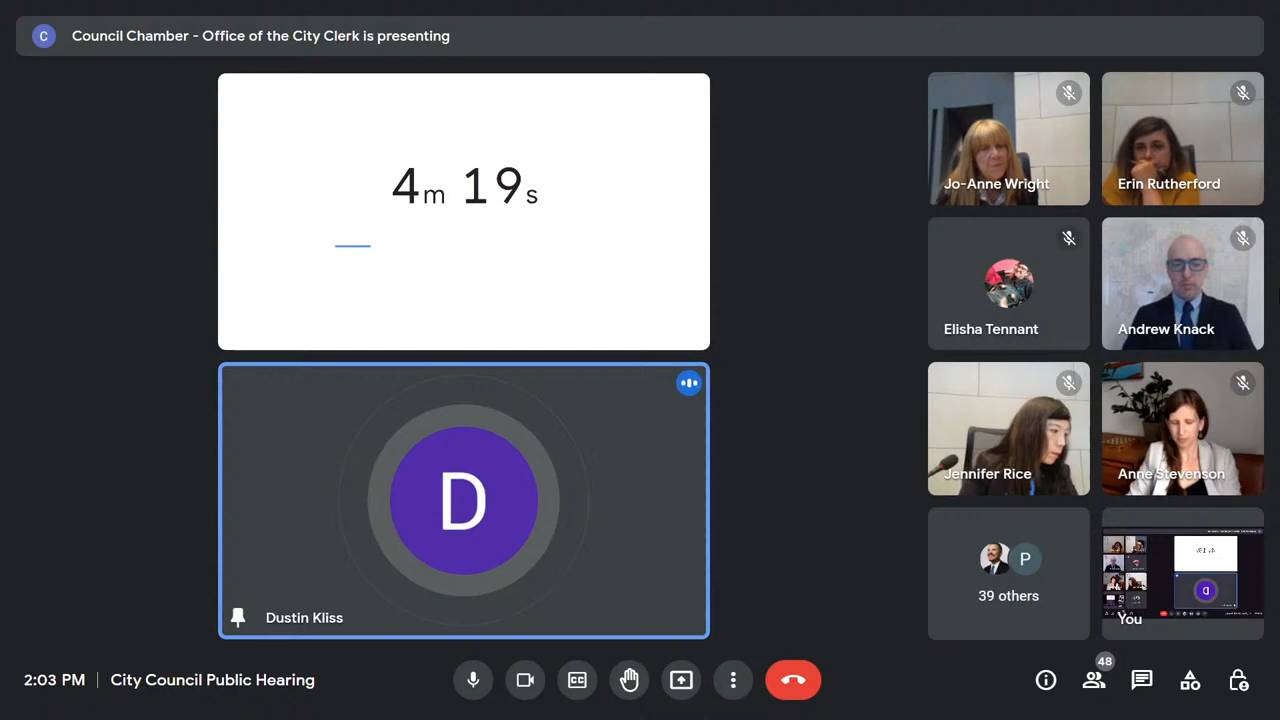 C
Council Chamber - Office of the City Clerk is presenting
4m 19s
D
Dustin Kliss
Jo-Anne Wright
Erin Rutherford
Elisha Tennant
Andrew Knack
Jennifer Rice
Anne Stevenson
P
39 others
D
You
2:03 PM | City Council Public Hearing
CC
48